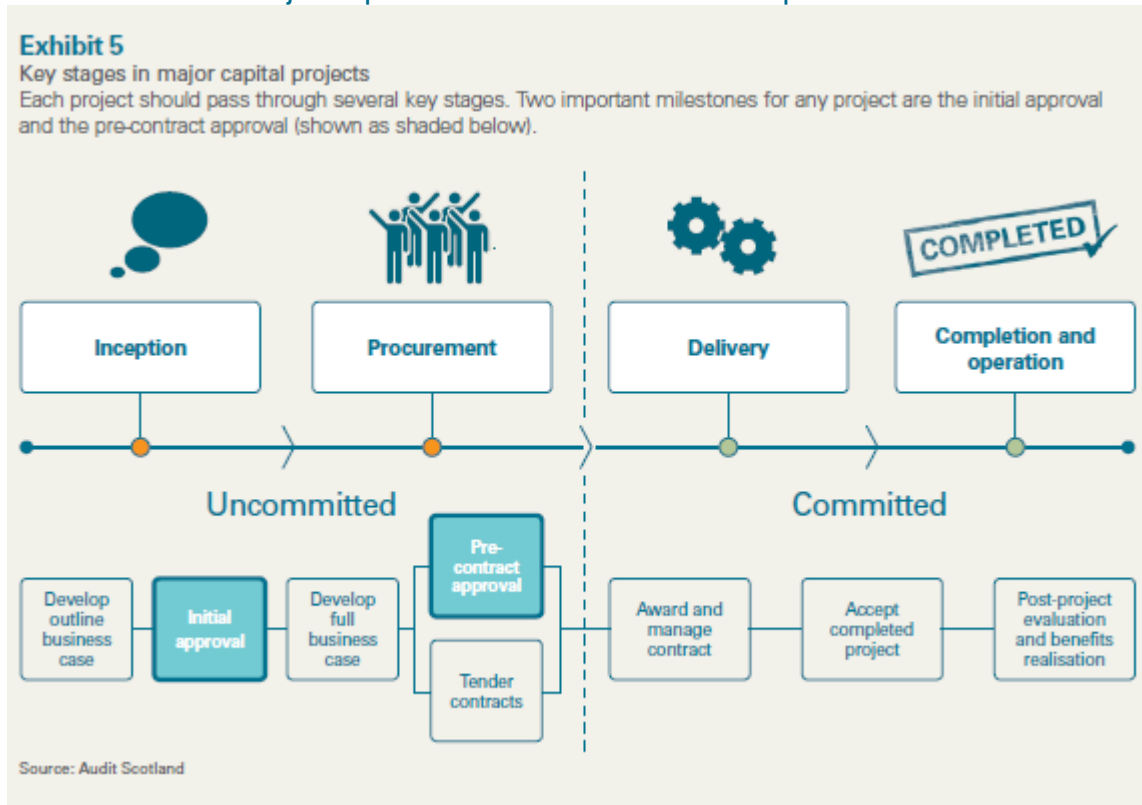 Exhibit 5
Key stages in major capital projects
Each project should pass through several key stages. Two important milestones for any project are the initial approval
and the pre-contract approval (shown as shaded below).
COMPLETED
Inception
Procurement
Delivery
Completion and
operation
Uncommitted
Committed
Develop
outline
business
case
Initial
approval
Develop
full
business
case
Pre-
contract
approval
Tender
contracts
Award and
manage
contract
Accept
completed
project
Post-project
evaluation
and benefits
realisation
Source: Audit Scotland